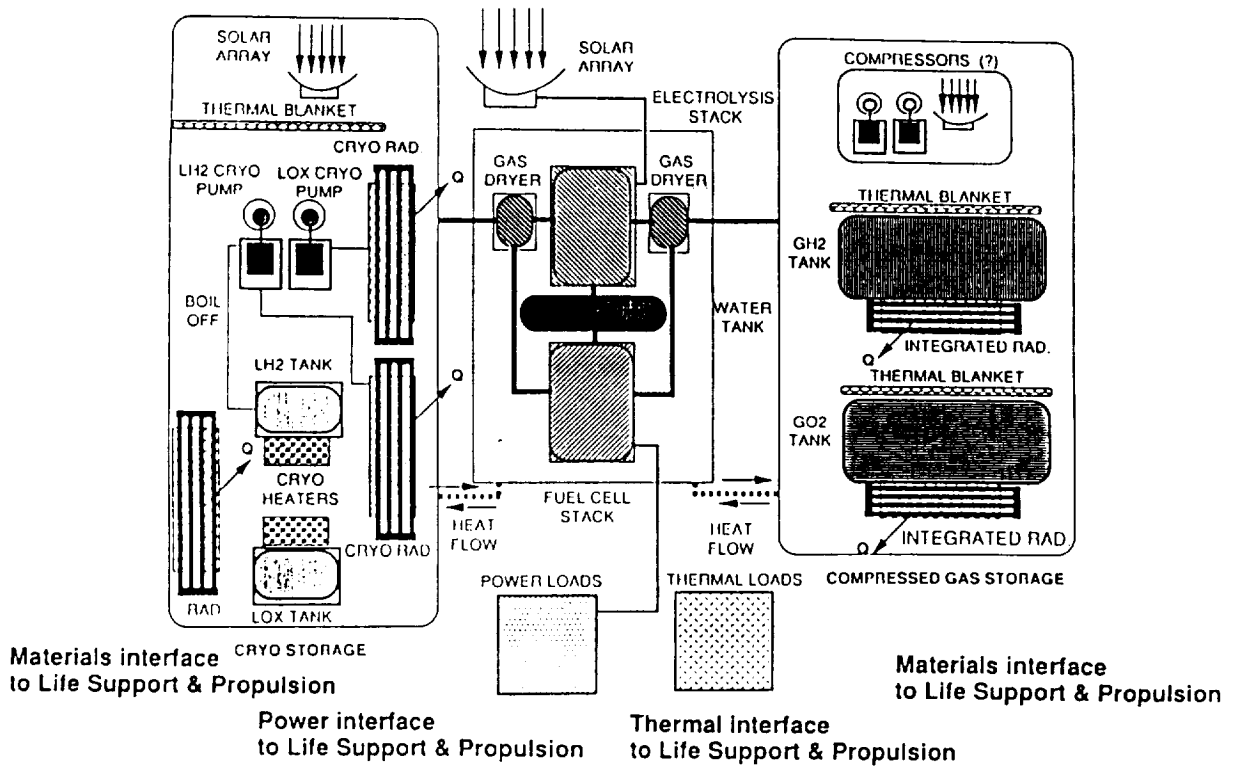 SOLAR
ARRAY
THERMAL BLANKET
CRYO RAD.
LH2 CRYO
PUMP
LOX CRYO
PUMP
Q
BOIL
OFF
LH2 TANK
Q
Q
CRYO
HEATERS
CRYO RAD
RAD
LOX TANK
CRYO STORAGE
SOLAR
ARRAY
ELECTROLYSIS
STACK
GAS
DRYER
GAS
DRYER
WATER
TANK
FUEL CELL
STACK
HEAT
FLOW
HEAT
FLOW
POWER LOADS
THERMAL LOADS
COMPRESSORS (?)
THERMAL BLANKET
GH2
TANK
INTEGRATED RAD.
Q
THERMAL BLANKET
GO2
TANK
INTEGRATED RAD
Q
COMPRESSED GAS STORAGE
Materials interface
to Life Support & Propulsion
Power interface
to Life Support & Propulsion
Thermal interface
to Life Support & Propulsion
Materials interface
to Life Support & Propulsion